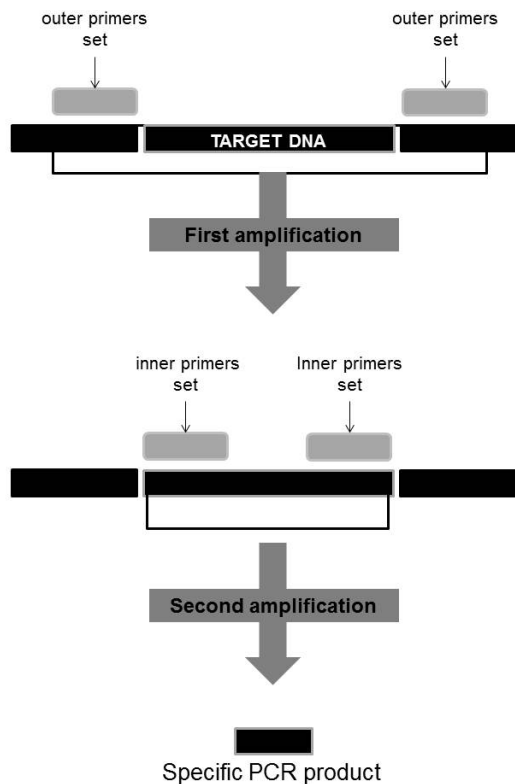 outer primers
set
outer primers
set
TARGET DNA
First amplification
inner primers
set
Inner primers
set
Second amplification
Specific PCR product